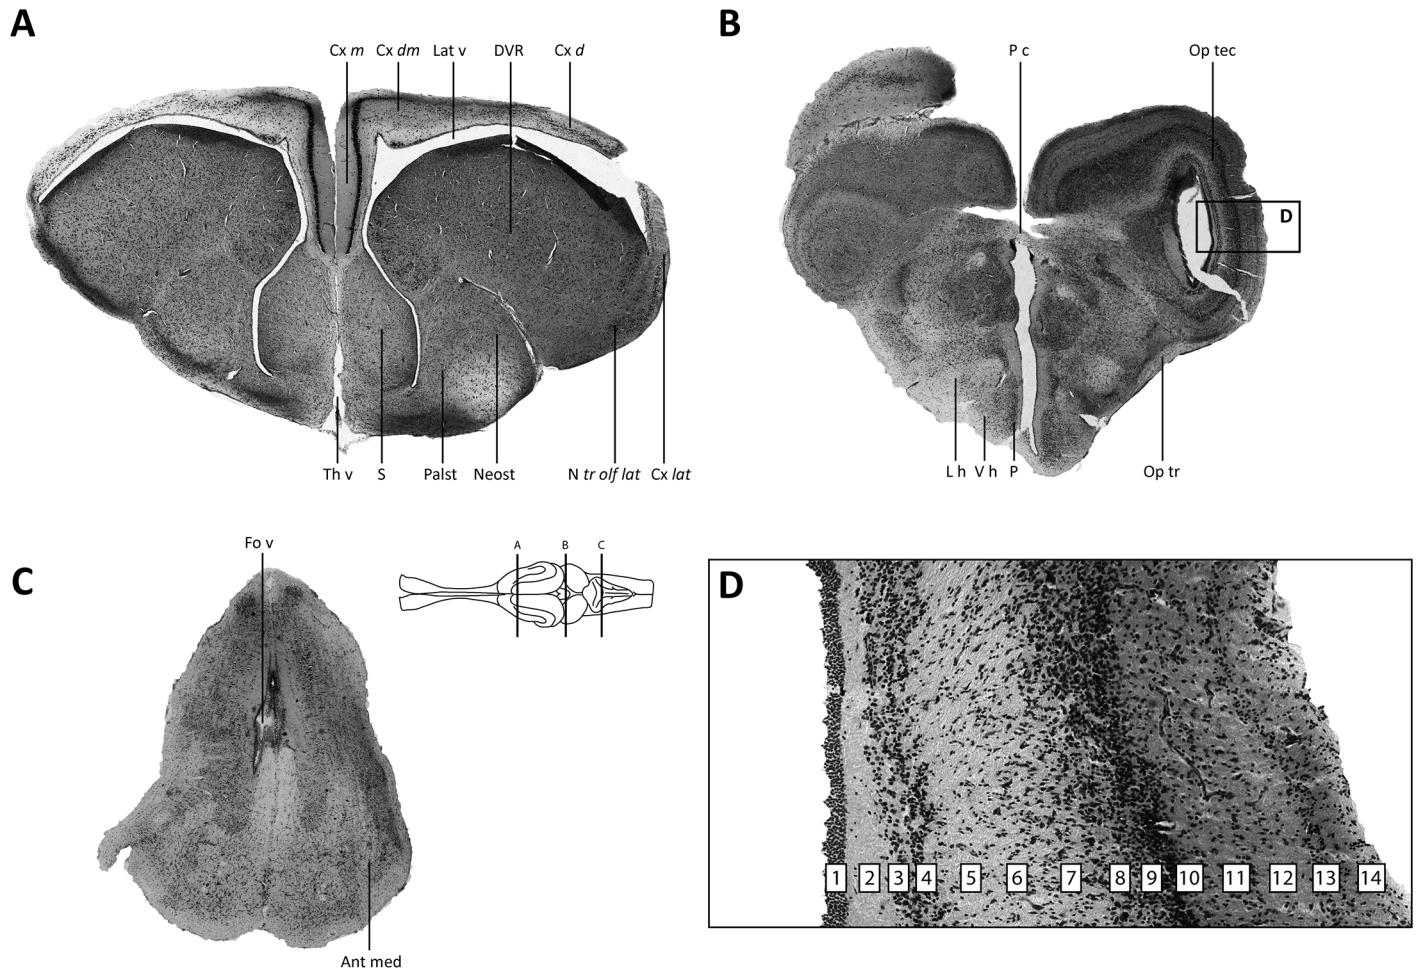 A
Cx m Cx dm Lat v DVR Cx d
Th v S Palst Neost N tr olf lat Cx lat
B
P c Op tec
D
L h V h P Op tr
C
Fo v
Ant med
A B C
D
1 2 3 4 5 6 7 8 9 10 11 12 13 14